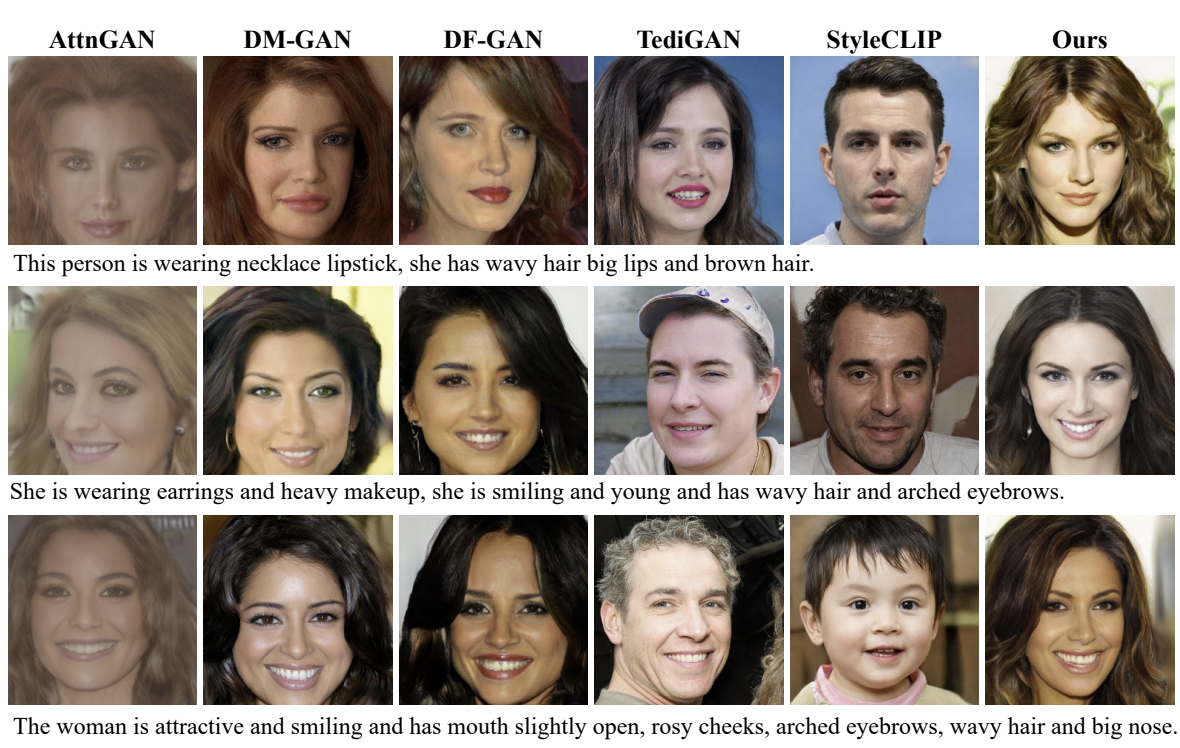 AttnGAN DM-GAN DF-GAN TediGAN StyleCLIP Ours
This person is wearing necklace lipstick, she has wavy hair big lips and brown hair.
She is wearing earrings and heavy makeup, she is smiling and young and has wavy hair and arched eyebrows.
The woman is attractive and smiling and has mouth slightly open, rosy cheeks, arched eyebrows, wavy hair and big nose.